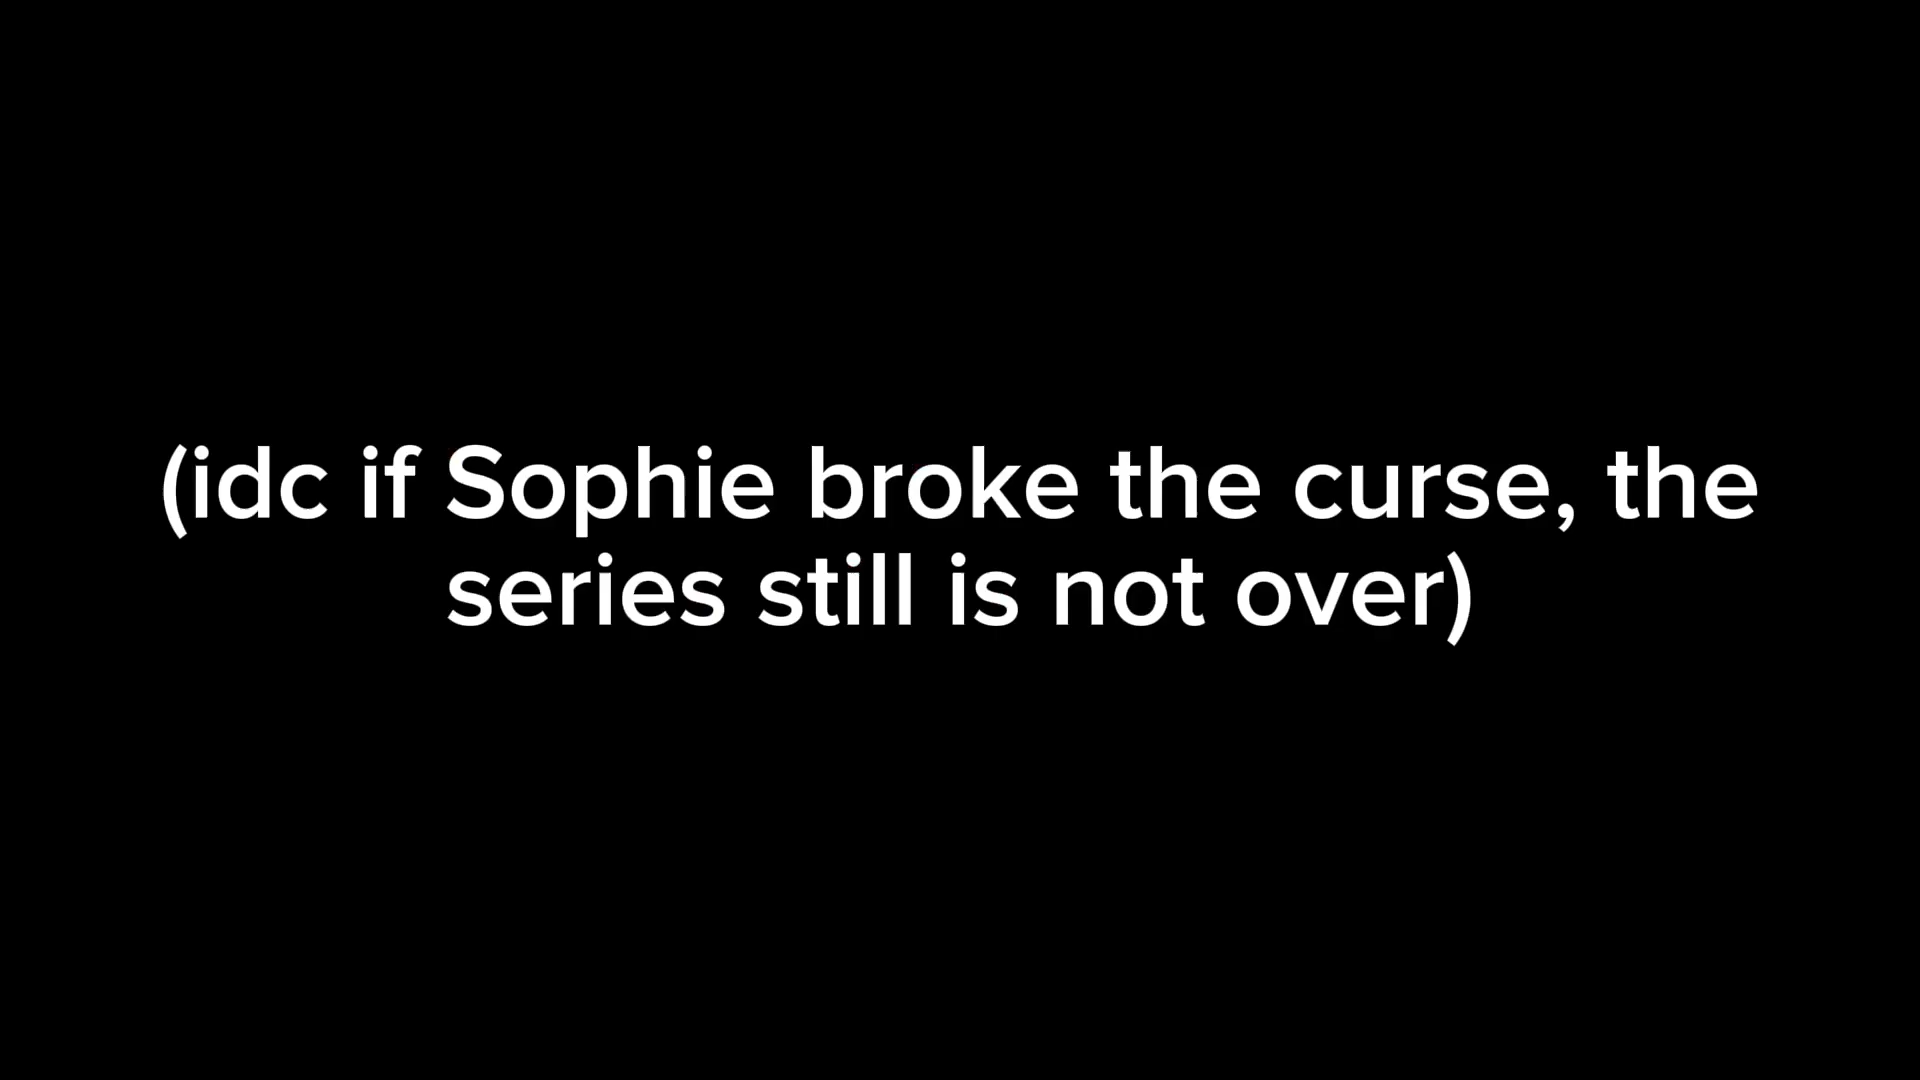 (idc if Sophie broke the curse, the
series still is not over)